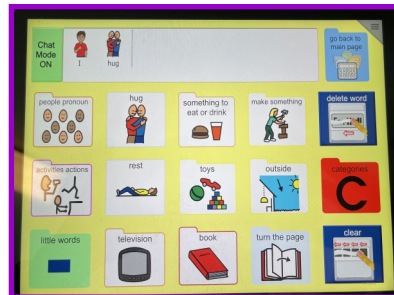 Chat
Mode
ON
I hug
go back to
main page
people pronoun
hug
something to
eat or drink
make something
delete word
activities actions
rest
toys
outside
categories
C
little words
television
book
turn the page
clear